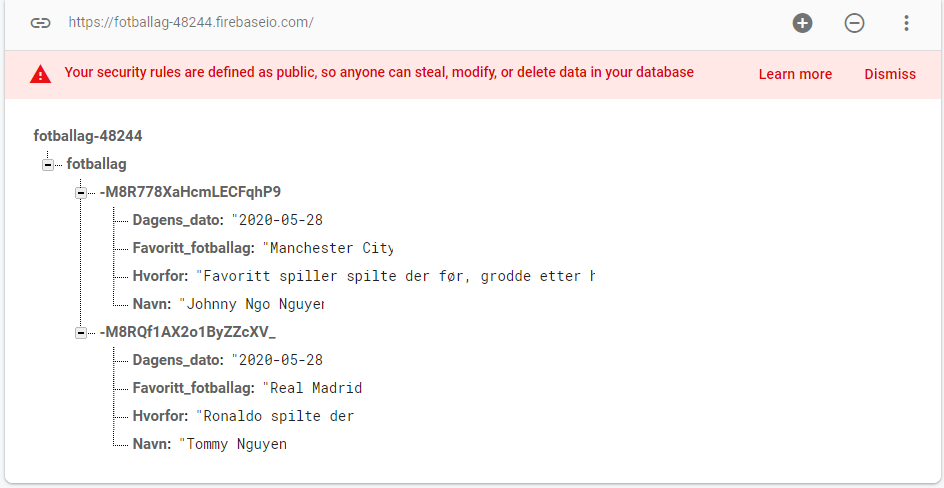 https://fotballag-48244.firebaseio.com/
Your security rules are defined as public, so anyone can steal, modify, or delete data in your database Learn more Dismiss
fotballag-48244
fotballag
-M8R778XaHcmLECFqhP9
Dagens_dato: "2020-05-28
Favoritt_fotballag: "Manchester City
Hvorfor: "Favoritt spiller spilte der før, grodde etter h
Navn: "Johnny Ngo Nguyen
-M8RQf1AX2o1ByZZcXV_
Dagens_dato: "2020-05-28
Favoritt_fotballag: "Real Madrid
Hvorfor: "Ronaldo spilte der
Navn: "Tommy Nguyen